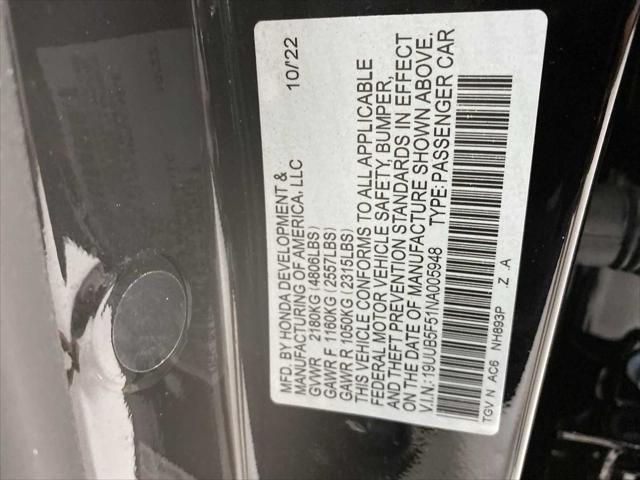 MFD. BY HONDA DEVELOPMENT & 10/22
MANUFACTURING OF AMERICA, LLC
GVWR 2180KG (4806LBS)
GAWR F 1160KG (2557LBS)
GAWR R 1050KG (2315LBS)
THIS VEHICLE CONFORMS TO ALL APPLICABLE
FEDERAL MOTOR VEHICLE SAFETY, BUMPER,
AND THEFT PREVENTION STANDARDS IN EFFECT
ON THE DATE OF MANUFACTURE SHOWN ABOVE.
V.I.N.: 19UUB5F51NA005948 TYPE: PASSENGER CAR
TGV N AC6 NH893P Z .A